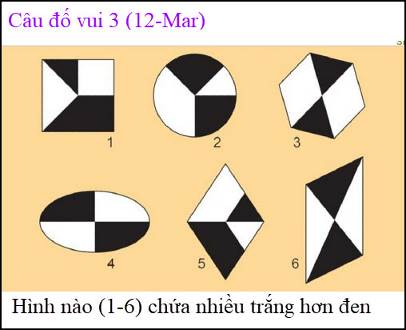 Câu đố vui 3 (12-Mar)
1 2 3
4 5 6
Hình nào (1-6) chứa nhiều trắng hơn đen